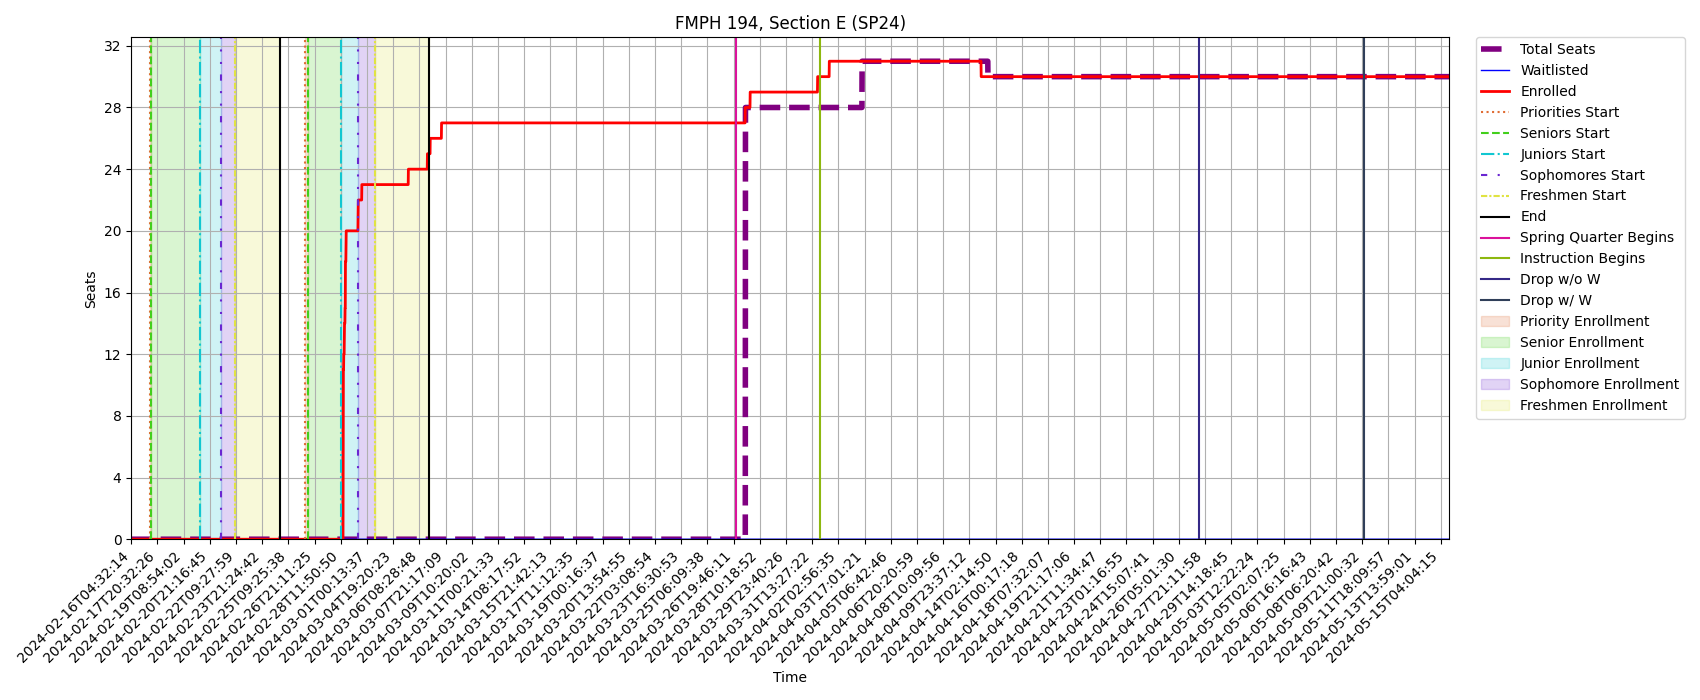 FMPH 194, Section E (SP24)
Seats
32
28
24
20
16
12
8
4
0
2024-02-16T04:32:14
2024-02-17T20:32:26
2024-02-19T08:54:02
2024-02-20T21:16:45
2024-02-22T09:27:59
2024-02-23T21:24:42
2024-02-25T09:25:38
2024-02-26T21:11:25
2024-02-28T11:50:50
2024-03-01T00:13:37
2024-03-04T19:20:23
2024-03-06T08:28:48
2024-03-07T21:17:09
2024-03-09T10:20:02
2024-03-11T00:21:33
2024-03-14T08:17:52
2024-03-15T21:42:13
2024-03-17T11:12:35
2024-03-19T00:16:37
2024-03-20T13:54:55
2024-03-22T03:08:54
2024-03-23T16:30:53
2024-03-25T06:09:38
2024-03-26T19:46:11
2024-03-28T10:18:52
2024-03-29T23:40:26
2024-03-31T13:27:22
2024-04-02T02:56:35
2024-04-03T17:01:21
2024-04-05T06:42:46
2024-04-06T20:20:59
2024-04-08T10:09:56
2024-04-09T23:37:12
2024-04-14T02:14:50
2024-04-16T00:17:18
2024-04-18T07:32:07
2024-04-19T21:17:06
2024-04-21T11:34:47
2024-04-23T01:16:55
2024-04-24T15:07:41
2024-04-26T05:01:30
2024-04-27T21:11:58
2024-04-29T14:18:45
2024-05-03T12:22:24
2024-05-05T02:07:25
2024-05-06T16:16:43
2024-05-08T06:20:42
2024-05-09T21:00:32
2024-05-11T18:09:57
2024-05-13T13:59:01
2024-05-15T04:04:15
Time
Total Seats
Waitlisted
Enrolled
Priorities Start
Seniors Start
Juniors Start
Sophomores Start
Freshmen Start
End
Spring Quarter Begins
Instruction Begins
Drop w/o W
Drop w/ W
Priority Enrollment
Senior Enrollment
Junior Enrollment
Sophomore Enrollment
Freshmen Enrollment